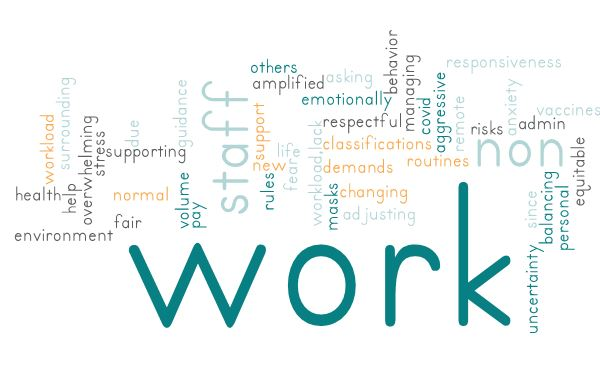 behavior
responsiveness
others
asking
managing
amplified
surrounding
guidance
staff
emotionally
covid
aggressive
remote
anxiety
vaccines
workload
overwhelming
stress
due
support
respectful
risks
admin
supporting
new
life
fear
workload,lack
classifications
routines
non
equitable
health
help
normal
volume
pay
rules
demands
masks
changing
adjusting
since
balancing
personal
fair
environment
work
uncertainty